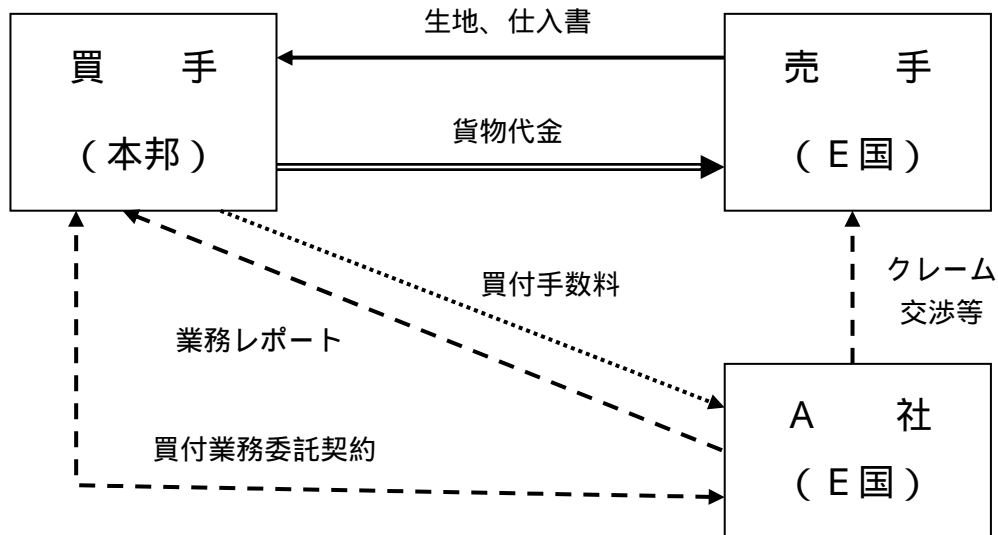 生地、仕入書
買　　手
(本邦)
売　　手
(E国)
貨物代金
買付手数料
クレーム
交渉等
業務レポート
買付業務委託契約
A　　社
(E国)